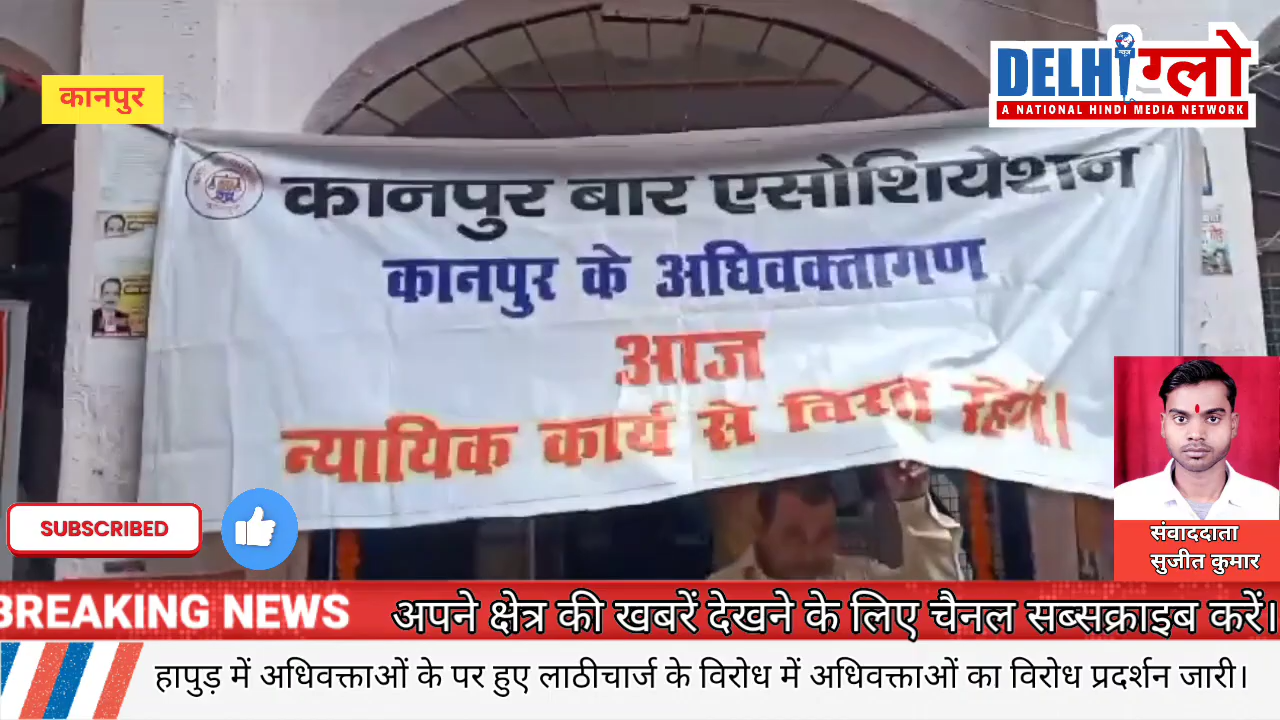 कानपुर
DELHI ग्लो
न्यूज़
A NATIONAL HINDI MEDIA NETWORK
कानपुर बार एसोशियेशन
कानपुर के अधिवक्तागण
आज
न्यायिक कार्य से विरत रहेंगे।
SUBSCRIBED
संवाददाता
सुजीत कुमार
BREAKING NEWS
अपने क्षेत्र की खबरें देखने के लिए चैनल सब्सक्राइब करें।
हापुड़ में अधिवक्ताओं के पर हुए लाठीचार्ज के विरोध में अधिवक्ताओं का विरोध प्रदर्शन जारी।